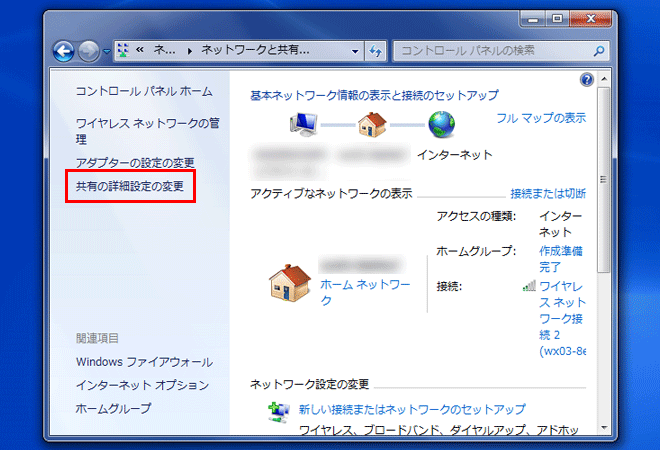 « ネ... ▸ ネットワークと共有...
コントロール パネルの検索
コントロール パネル ホーム
ワイヤレス ネットワークの管
理
アダプターの設定の変更
共有の詳細設定の変更
関連項目
Windows ファイアウォール
インターネット オプション
ホームグループ
基本ネットワーク情報の表示と接続のセットアップ
フル マップの表示
インターネット
アクティブなネットワークの表示
接続または切断
ホーム ネットワー
ク
アクセスの種類:
インター
ネット
ホームグループ:
作成準備
完了
接続:
ワイヤレ
ス ネット
ワーク接
続 2
(wx03-8e
ネットワーク設定の変更
新しい接続またはネットワークのセットアップ
ワイヤレス、ブロードバンド、ダイヤルアップ、アドホッ